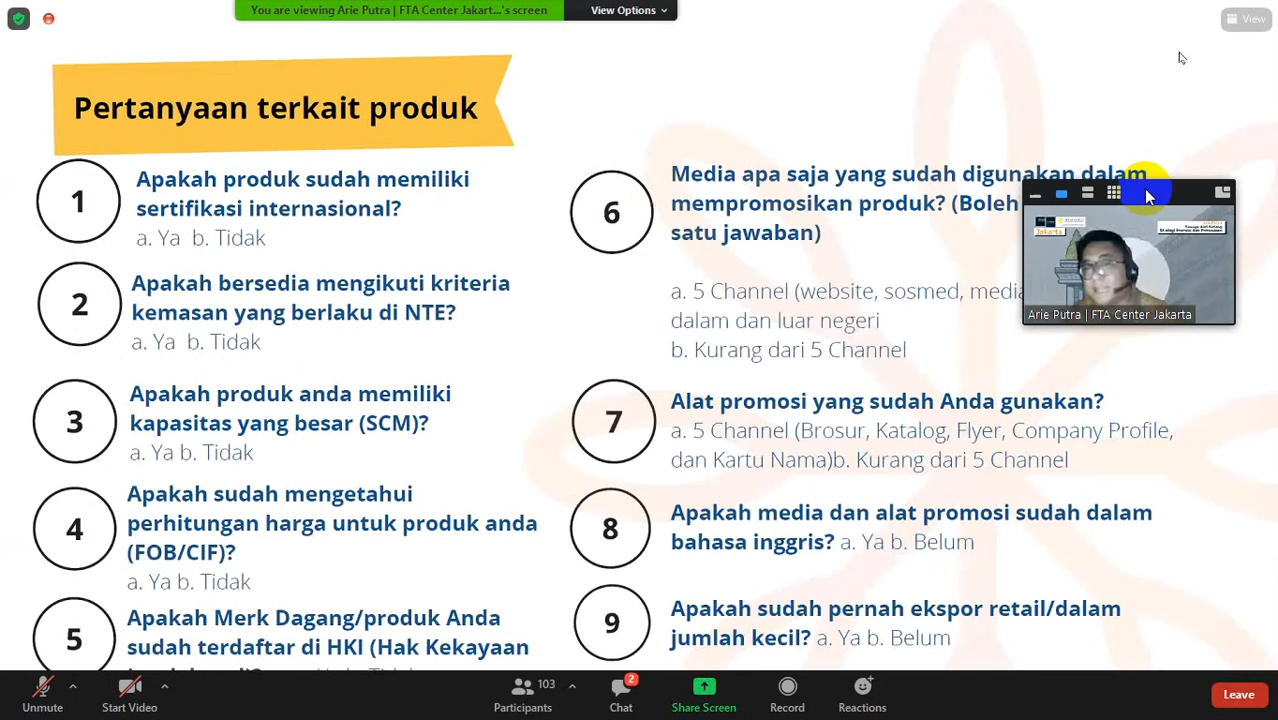 You are viewing Arie Putra | FTA Center Jakart...'s screen
View Options
View
Pertanyaan terkait produk
1
Apakah produk sudah memiliki
sertifikasi internasional?
a. Ya b. Tidak
2
Apakah bersedia mengikuti kriteria
kemasan yang berlaku di NTE?
a. Ya b. Tidak
3
Apakah produk anda memiliki
kapasitas yang besar (SCM)?
a. Ya b. Tidak
4
Apakah sudah mengetahui
perhitungan harga untuk produk anda
(FOB/CIF)?
a. Ya b. Tidak
5
Apakah Merk Dagang/produk Anda
sudah terdaftar di HKI (Hak Kekayaan
6
Media apa saja yang sudah digunakan dalam
mempromosikan produk? (Boleh
satu jawaban)
a. 5 Channel (website, sosmed, media
dalam dan luar negeri
b. Kurang dari 5 Channel
7
Alat promosi yang sudah Anda gunakan?
a. 5 Channel (Brosur, Katalog, Flyer, Company Profile,
dan Kartu Nama)b. Kurang dari 5 Channel
8
Apakah media dan alat promosi sudah dalam
bahasa inggris? a. Ya b. Belum
9
Apakah sudah pernah ekspor retail/dalam
jumlah kecil? a. Ya b. Belum
Jakarta
Arie Putra | FTA Center Jakarta
Unmute
Start Video
103
Participants
2
Chat
Share Screen
Record
Reactions
Leave